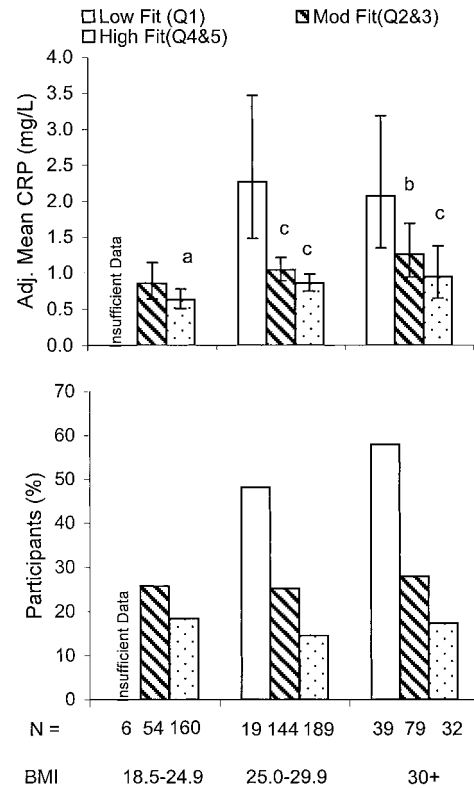 Low Fit (Q1) Mod Fit(Q2&3)
High Fit(Q4&5)
Adj. Mean CRP (mg/L)
4.0
3.5
3.0
2.5
2.0
1.5
1.0
0.5
0.0
Insufficient Data
a
c
c
b
c
Participants (%)
70
60
50
40
30
20
10
0
Insufficient Data
N = 6 54 160 19 144 189 39 79 32
BMI 18.5-24.9 25.0-29.9 30+